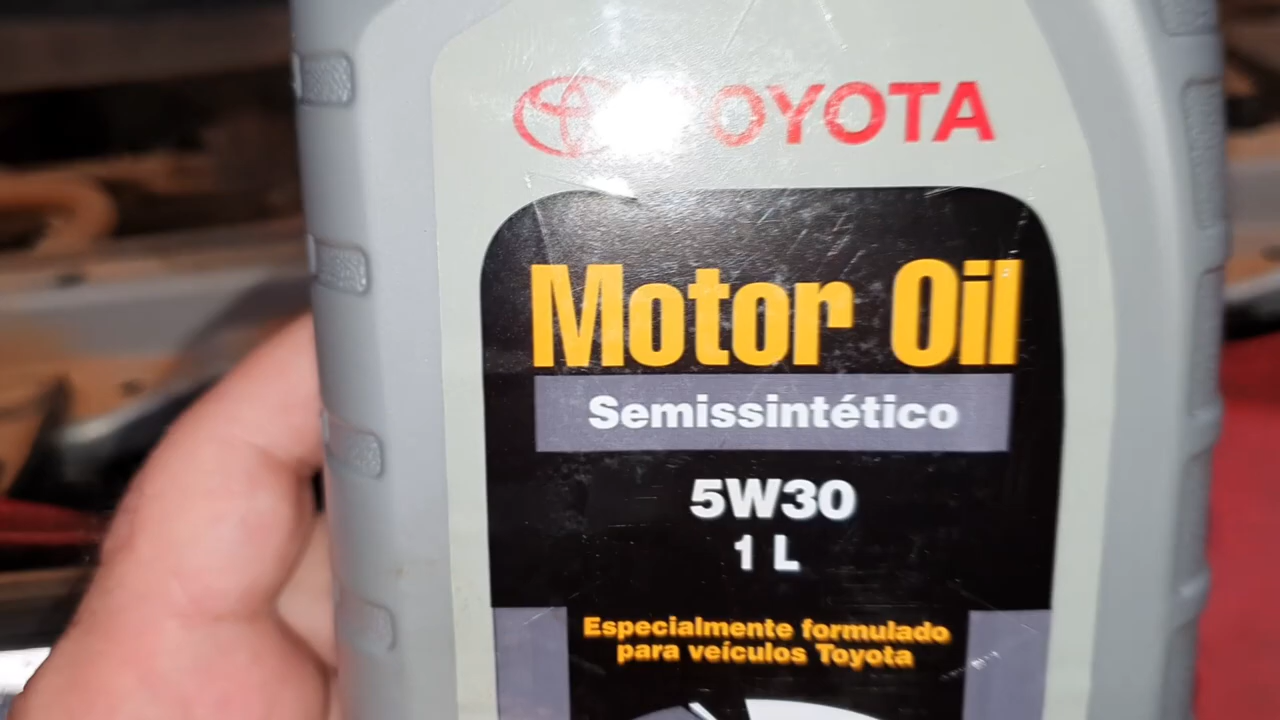 TOYOTA
Motor Oil
Semissintético
5W30
1 L
Especialmente formulado
para veículos Toyota